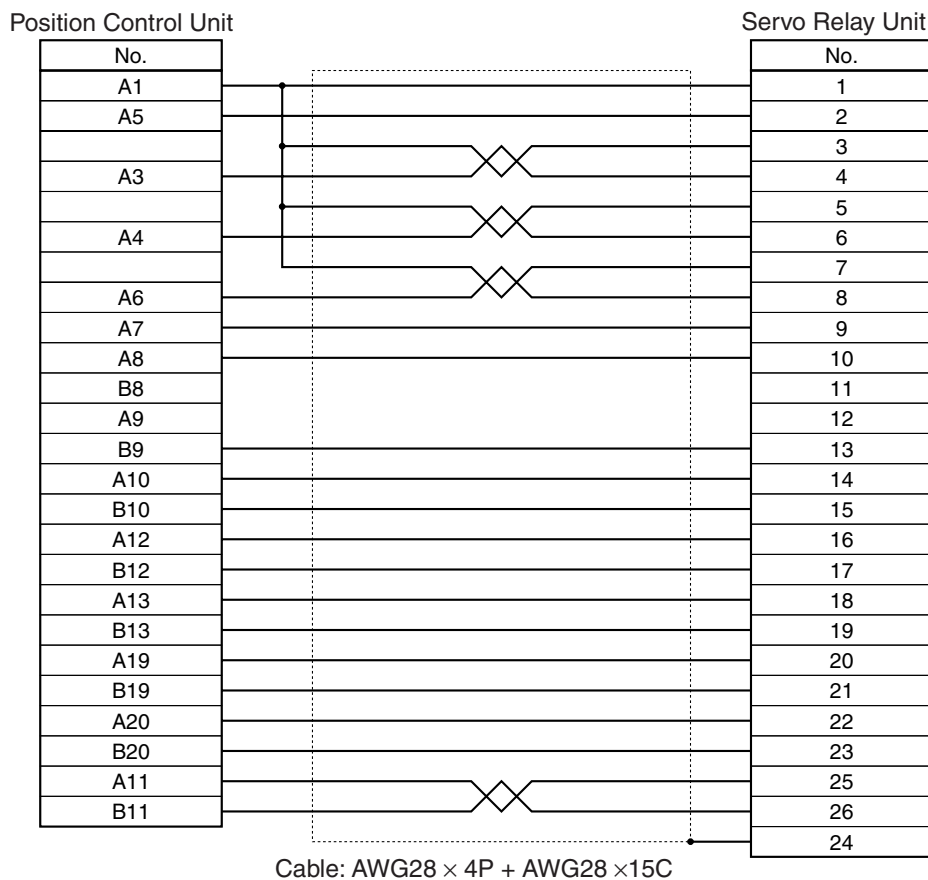 Position Control Unit Servo Relay Unit
No. No.
A1 1
A5 2
3
A3 4
5
A4 6
7
A6 8
A7 9
A8 10
B8 11
A9 12
B9 13
A10 14
B10 15
A12 16
B12 17
A13 18
B13 19
A19 20
B19 21
A20 22
B20 23
A11 25
B11 26
24
Cable: AWG28 × 4P + AWG28 ×15C